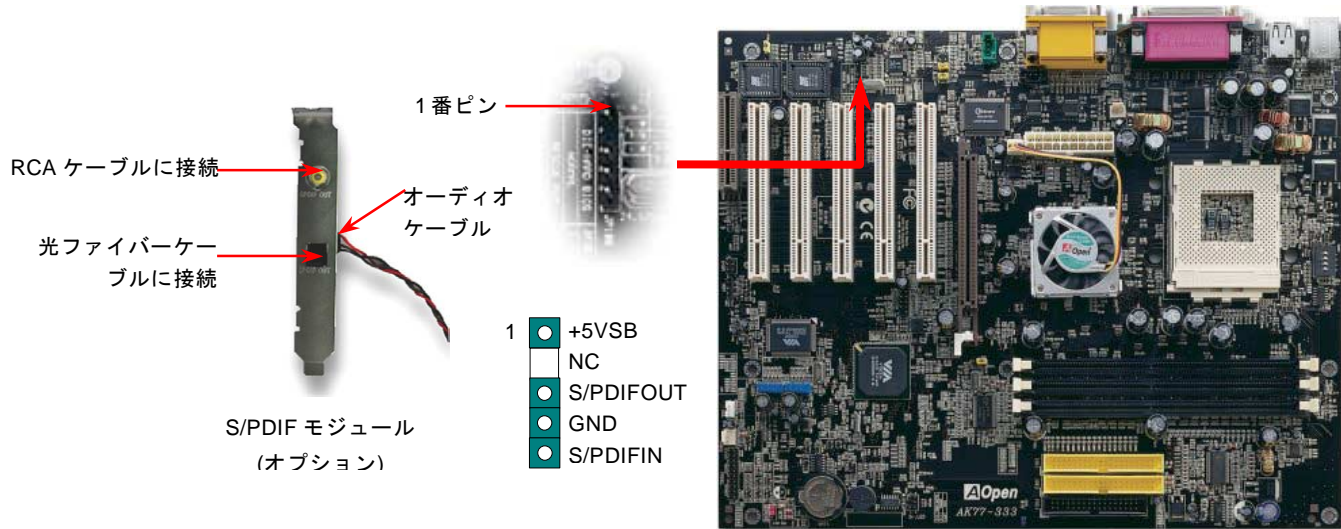 1番ピン
RCA ケーブルに接続
オーディオ
ケーブル
光ファイバーケー
ブルに接続
1
+5VSB
NC
S/PDIFOUT
GND
S/PDIFIN
S/PDIF モジュール
(オプション)
AOpen
AOpen
AK77-333